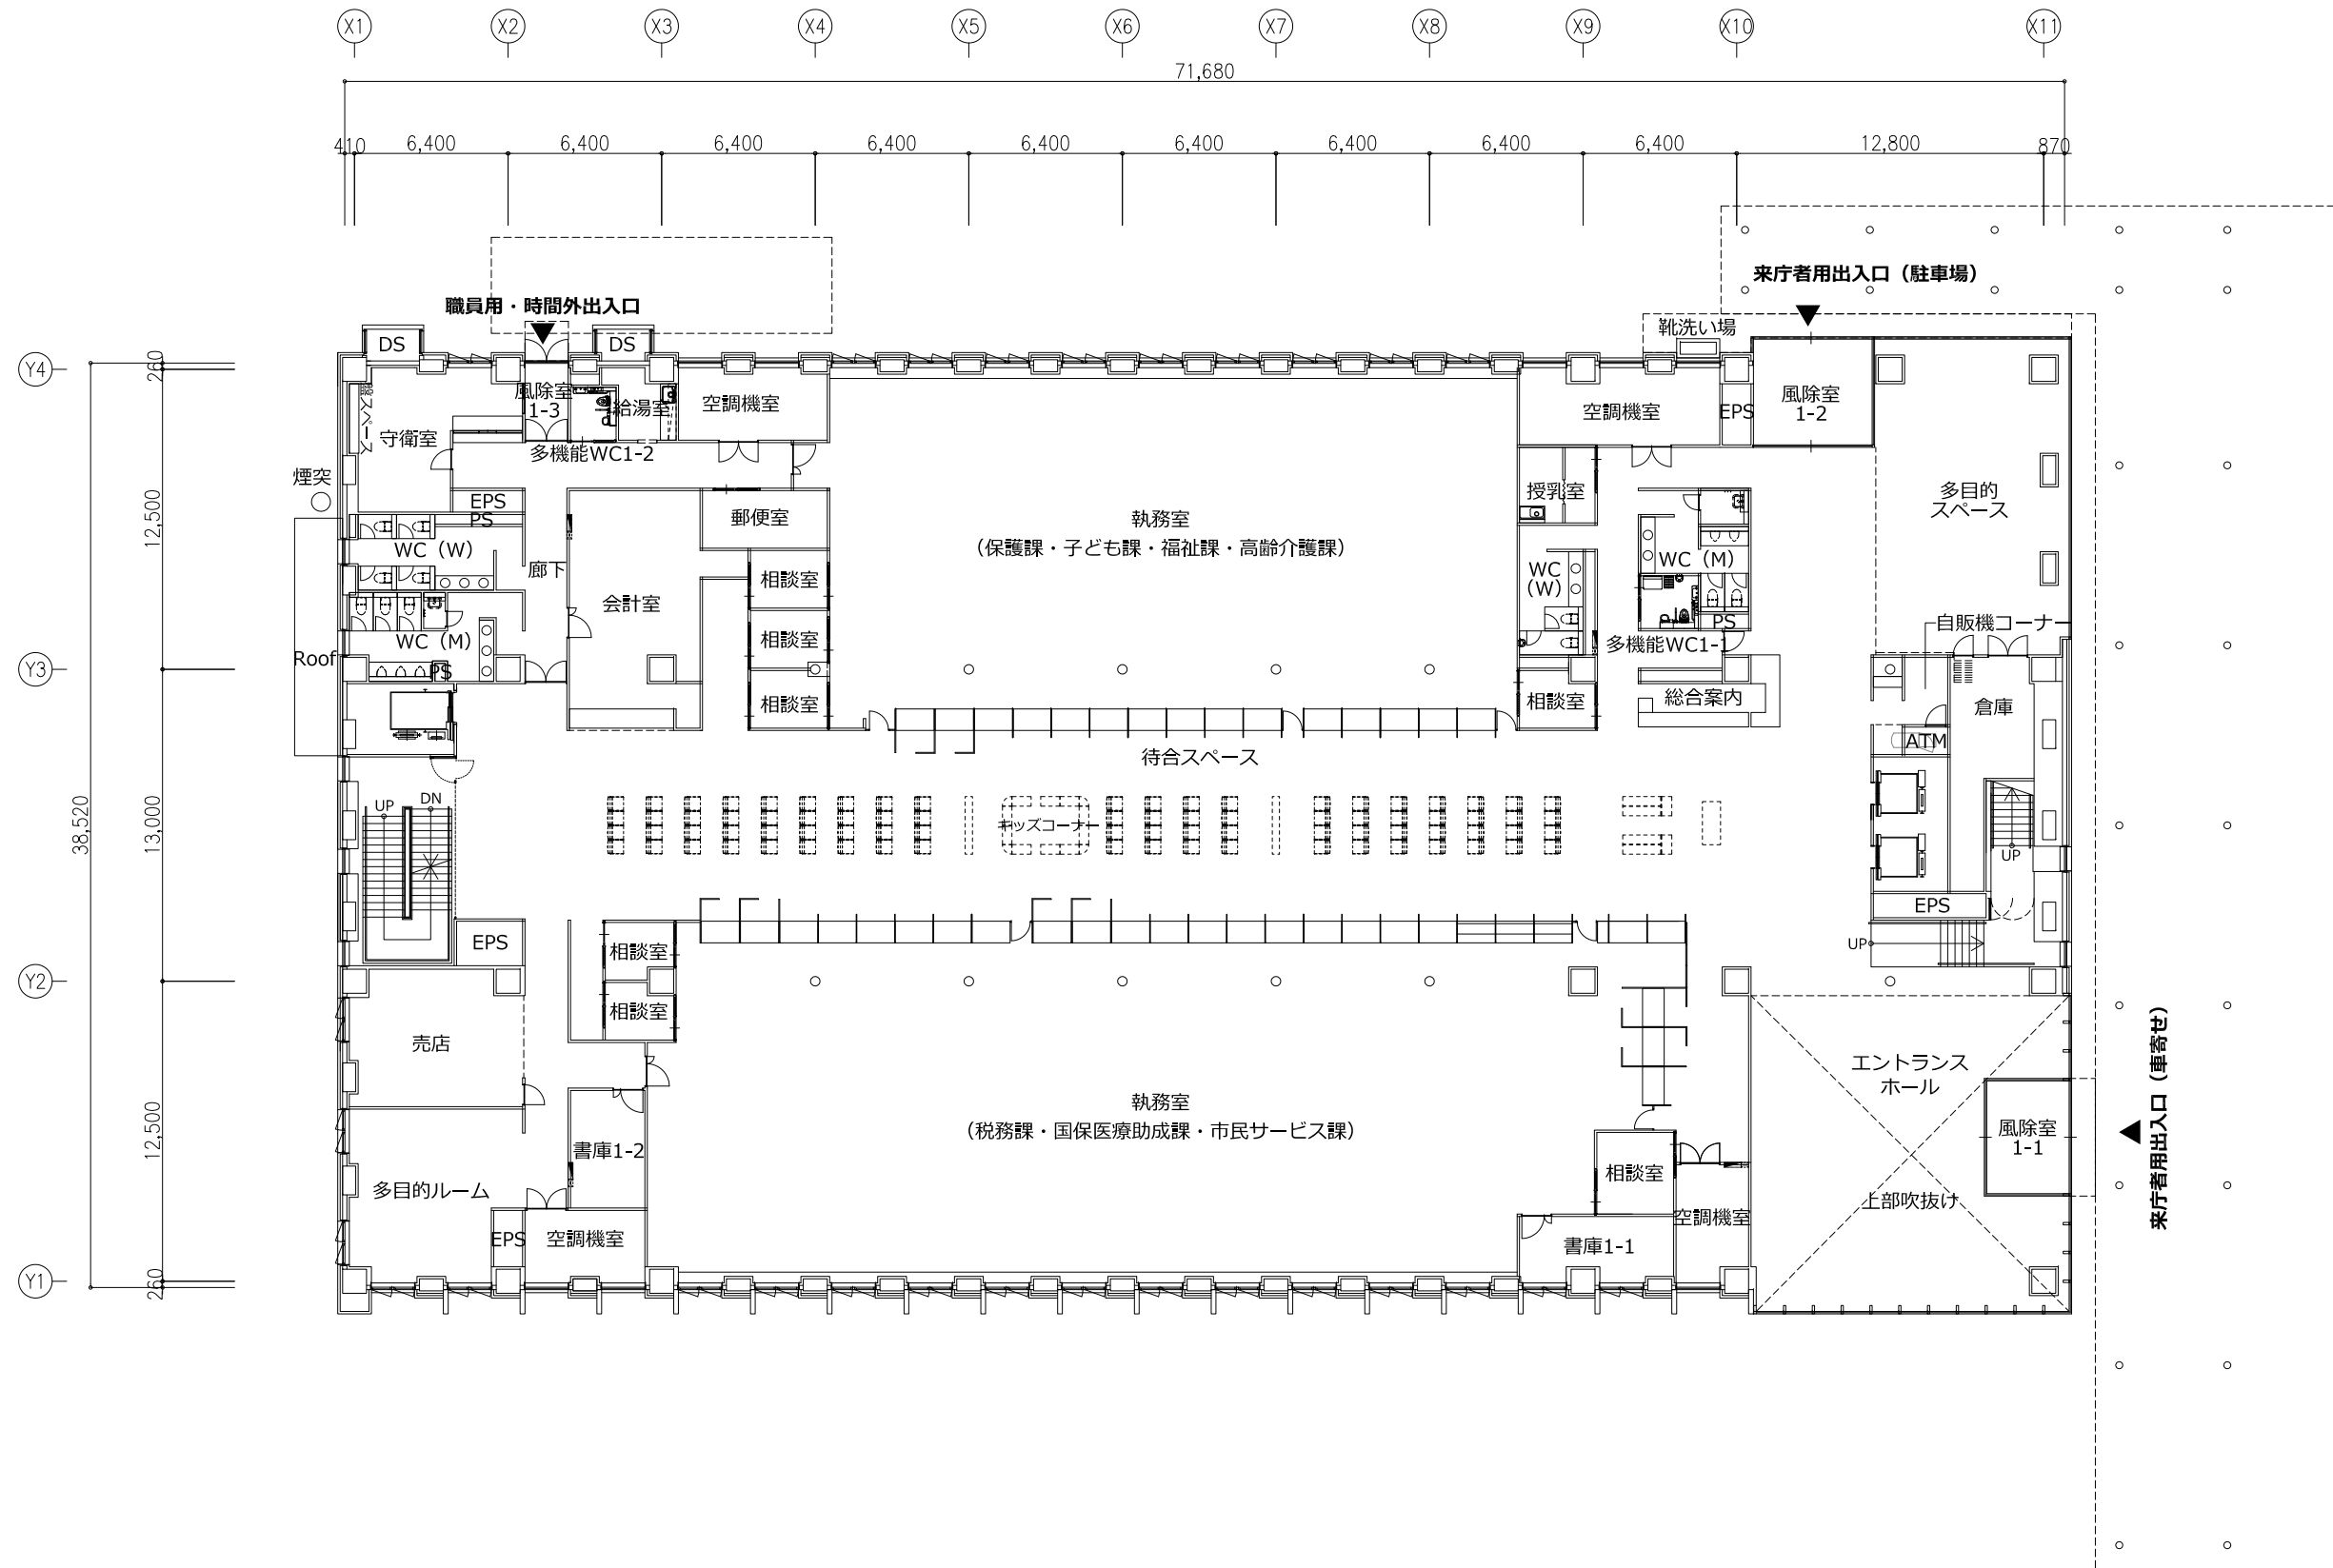 X1
X2
X3
X4
X5
X6
X7
X8
X9
X10
X11
71,680
410
6,400
6,400
6,400
6,400
6,400
6,400
6,400
6,400
6,400
12,800
870
来庁者用出入口（駐車場）
職員用・時間外出入口
靴洗い場
DS
DS
Y4
260
風除室
1-3
給湯室
空調機室
空調機室
EPS
風除室
1-2
スペース
守衛室
多機能WC1-2
煙突
EPS
PS
郵便室
執務室
（保護課・子ども課・福祉課・高齢介護課）
授乳室
多目的
スペース
12,500
WC（W）
廊下
相談室
WC
（W）
WC（M）
会計室
相談室
PS
自販機コーナー
WC（M）
多機能WC1-1
Roof
PS
Y3
相談室
相談室
総合案内
倉庫
ATM
待合スペース
UP
DN
キッズコーナー
38,520
13,000
UP
EPS
EPS
相談室
UP
Y2
相談室
売店
エントランス
ホール
執務室
（税務課・国保医療助成課・市民サービス課）
風除室
1-1
来庁者用出入口（車寄せ）
12,500
書庫1-2
相談室
多目的ルーム
上部吹抜け
空調機室
EPS
空調機室
書庫1-1
Y1
260